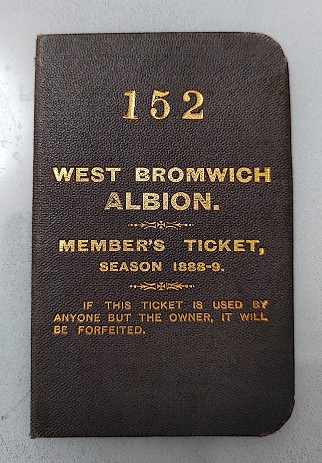 152
WEST BROMWICH
ALBION.
MEMBER'S TICKET,
SEASON 1888-9.
IF THIS TICKET IS USED BY
ANYONE BUT THE OWNER, IT WILL
BE FORFEITED.